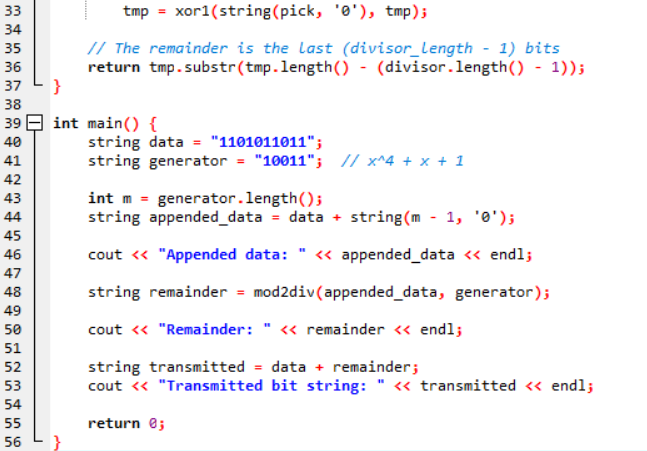 33 tmp = xor1(string(pick, '0'), tmp);
34
35 // The remainder is the last (divisor_length - 1) bits
36 return tmp.substr(tmp.length() - (divisor.length() - 1));
37 }
38
39 int main() {
40 string data = "1101011011";
41 string generator = "10011"; // x^4 + x + 1
42
43 int m = generator.length();
44 string appended_data = data + string(m - 1, '0');
45
46 cout << "Appended data: " << appended_data << endl;
47
48 string remainder = mod2div(appended_data, generator);
49
50 cout << "Remainder: " << remainder << endl;
51
52 string transmitted = data + remainder;
53 cout << "Transmitted bit string: " << transmitted << endl;
54
55 return 0;
56 }